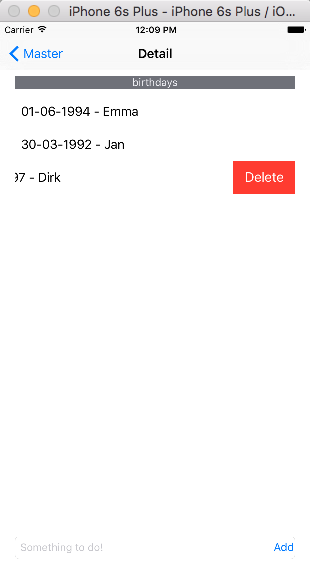 iPhone 6s Plus - iPhone 6s Plus / iO...
Carrier 12:09 PM
Master Detail
birthdays
01-06-1994 - Emma
30-03-1992 - Jan
97 - Dirk Delete
Something to do! Add